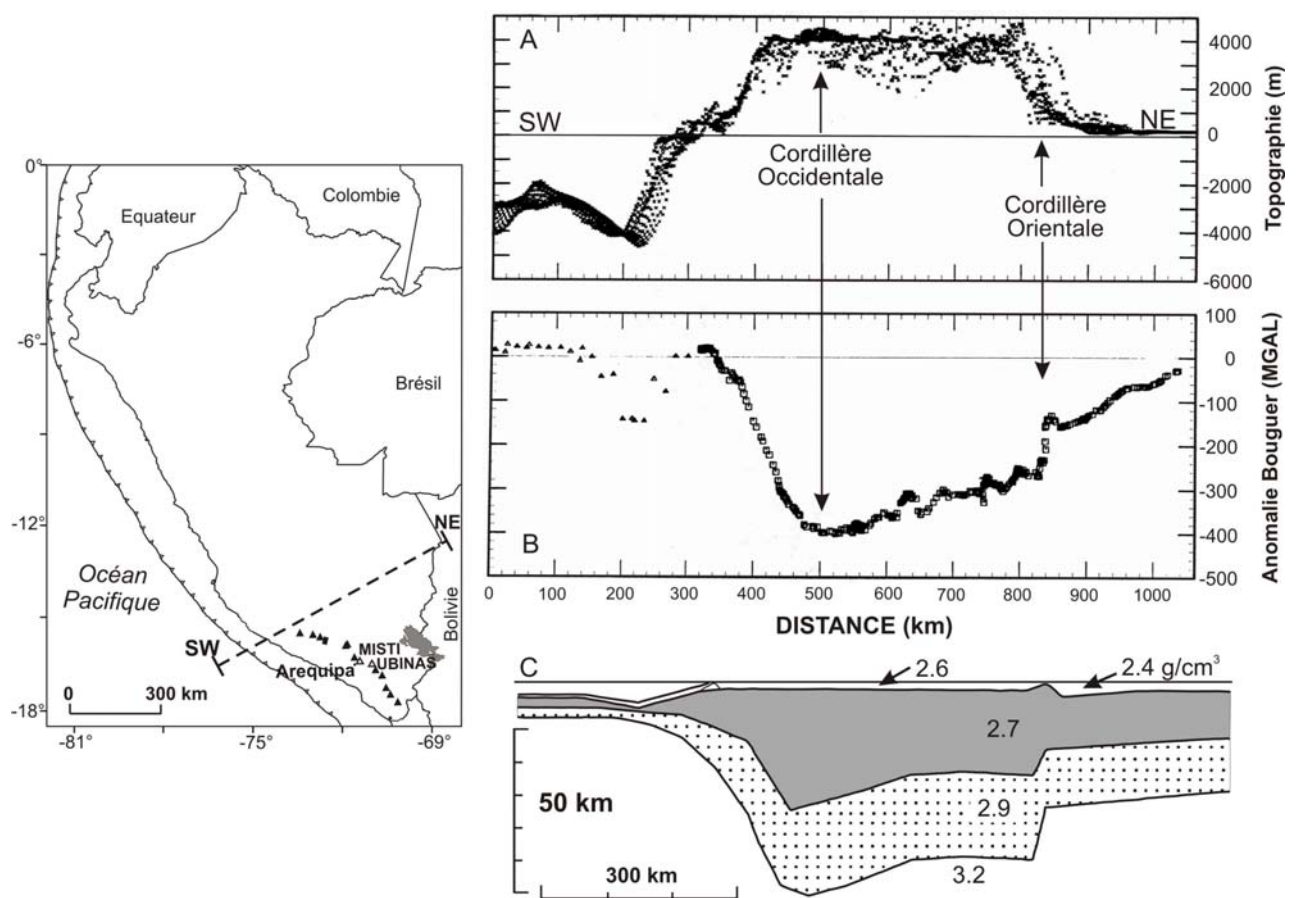 0°
-6°
-12°
-18°
-81°
-75°
-69°
Colombie
Equateur
Brésil
NE
Océan
Pacifique
Bolivie
SW
MISTI
Arequipa
UBINAS
0 300 km
A
SW
NE
Cordillère
Occidentale
Cordillère
Orientale
4000
2000
0
-2000
-4000
-6000
Topographie (m)
B
100
0
-100
-200
-300
-400
-500
Anomalie Bouguer (MGAL)
0 100 200 300 400 500 600 700 800 900 1000
DISTANCE (km)
C
2.6
2.4 g/cm³
2.7
2.9
3.2
50 km
300 km